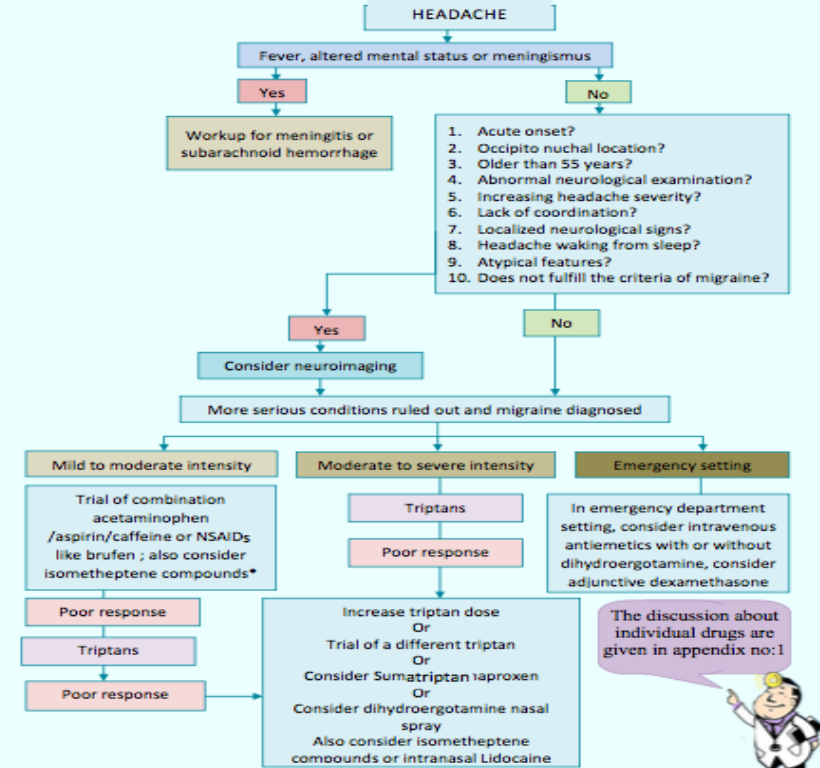 HEADACHE
Fever, altered mental status or meningismus
Yes
No
Workup for meningitis or
subarachnoid hemorrhage
1. Acute onset?
2. Occipito nuchal location?
3. Older than 55 years?
4. Abnormal neurological examination?
5. Increasing headache severity?
6. Lack of coordination?
7. Localized neurological signs?
8. Headache waking from sleep?
9. Atypical features?
10. Does not fulfill the criteria of migraine?
Yes
No
Consider neuroimaging
More serious conditions ruled out and migraine diagnosed
Mild to moderate intensity
Trial of combination
acetaminophen
/aspirin/caffeine or NSAIDs
like brufen ; also consider
isometheptene compounds*
Poor response
Triptans
Poor response
Moderate to severe intensity
Triptans
Poor response
Increase triptan dose
Or
Trial of a different triptan
Or
Consider Sumatriptan naproxen
Or
Consider dihydroergotamine nasal
spray
Also consider isometheptene
compounds or intranasal Lidocaine
Emergency setting
In emergency department
setting, consider intravenous
antiemetics with or without
dihydroergotamine, consider
adjunctive dexamethasone
The discussion about
individual drugs are
given in appendix no:1